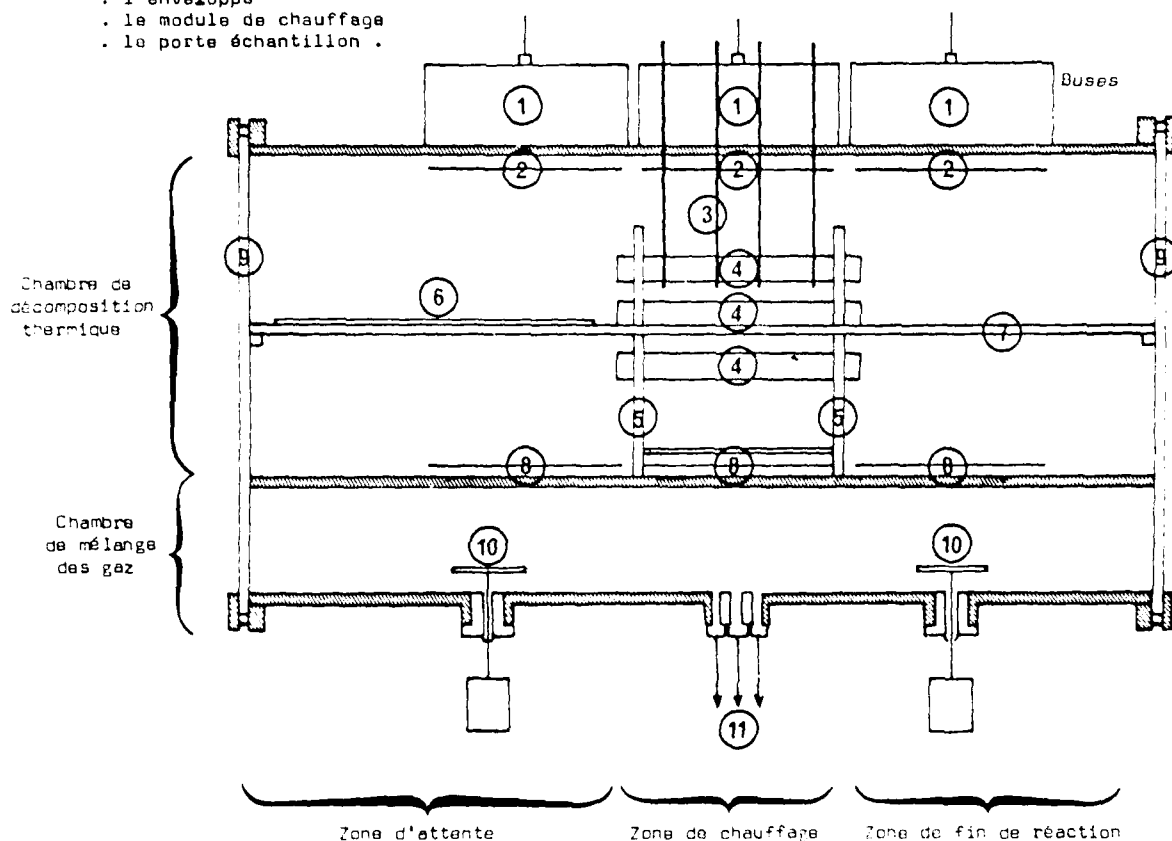 . l'enveloppe
. le module de chauffage
. le porte échantillon .
Buses
1 1 1
2 2 2
3
9 4 9
Chambre de
décomposition
thermique
6
4
7
4
5 5
8 8 8
Chambre
de mélange
des gaz
10 10
11
Zone d'attente Zone de chauffage Zone de fin de réaction